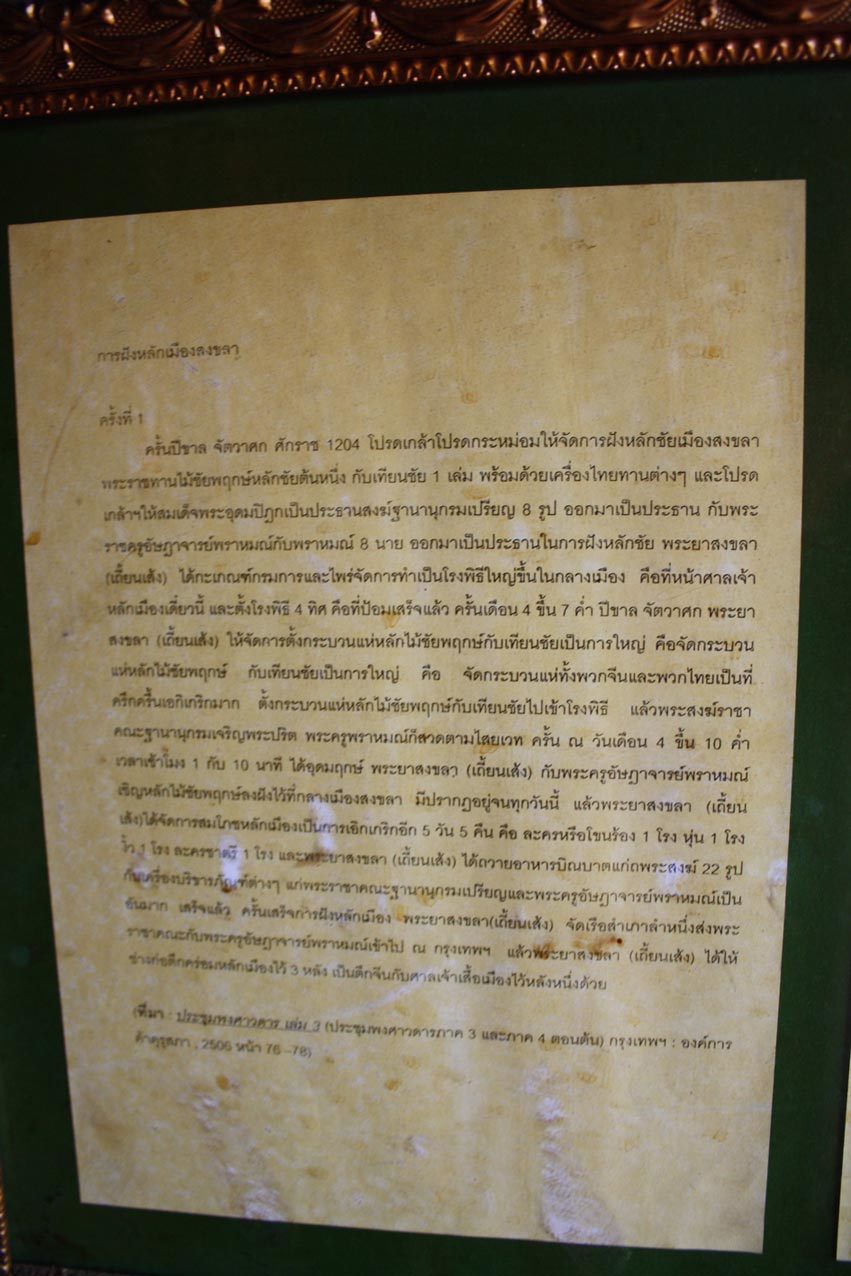 การฝังหลักเมืองสงขลา
ครั้งที่ 1
ครั้นปีขาล จัตวาศก ศักราช 1204 โปรดเกล้าโปรดกระหม่อมให้จัดการฝังหลักชัยเมืองสงขลา
พระราชทานไม้ชัยพฤกษ์หลักชัยต้นหนึ่ง กับเทียนชัย 1 เล่ม พร้อมด้วยเครื่องไทยทานต่างๆ และโปรด
เกล้าฯให้สมเด็จพระอุดมปิฎกเป็นประธานสงฆ์ฐานานุกรมเปรียญ 8 รูป ออกมาเป็นประธาน กับพระ
ราชครูอัษฎาจารย์พราหมณ์กับพราหมณ์ 8 นาย ออกมาเป็นประธานในการฝังหลักชัย พระยาสงขลา
(เถี้ยนเส้ง) ได้กะเกณฑ์กรมการและไพร่จัดการทำเป็นโรงพิธีใหญ่ขึ้นในกลางเมือง คือที่หน้าศาลเจ้า
หลักเมืองเดี๋ยวนี้ และตั้งโรงพิธี 4 ทิศ คือที่ป้อมเสร็จแล้ว ครั้นเดือน 4 ขึ้น 7 ค่ำ ปีขาล จัตวาศก พระยา
สงขลา (เถี้ยนเส้ง) ให้จัดการตั้งกระบวนแห่หลักไม้ชัยพฤกษ์กับเทียนชัยเป็นการใหญ่ คือจัดกระบวน
แห่หลักไม้ชัยพฤกษ์ กับเทียนชัยเป็นการใหญ่ คือ จัดกระบวนแห่ทั้งพวกจีนและพวกไทยเป็นที่
ครึกครื้นเอกิเกริกมาก ตั้งกระบวนแห่หลักไม้ชัยพฤกษ์กับเทียนชัยไปเข้าโรงพิธี แล้วพระสงฆ์ราชา
คณะฐานานุกรมเจริญพระปริต พระครูพราหมณ์ก็สวดตามไสยเวท ครั้น ณ วันเดือน 4 ขึ้น 10 ค่ำ
เวลาเช้าโมง 1 กับ 10 นาที ได้อุดมฤกษ์ พระยาสงขลา (เถี้ยนเส้ง) กับพระครูอัษฎาจารย์พราหมณ์
เชิญหลักไม้ชัยพฤกษ์ลงฝังไว้ที่กลางเมืองสงขลา มีปรากฏอยู่จนทุกวันนี้ แล้วพระยาสงขลา (เถี้ยน
เส้ง)ได้จัดการสมโภชหลักเมืองเป็นการเอิกเกริกอีก 5 วัน 5 คืน คือ ละครหรือโขนร้อง 1 โรง หุ่น 1 โรง
งิ้ว 1 โรง ละครชาตรี 1 โรง และพระยาสงขลา (เถี้ยนเส้ง) ได้ถวายอาหารบิณบาตแก่ถพระสงฆ์ 22 รูป
กับเครื่องบริขารภัณฑ์ต่างๆ แก่พระราชาคณะฐานานุกรมเปรียญและพระครูอัษฎาจารย์พราหมณ์เป็น
อันมาก เสร็จแล้ว ครั้นเสร็จการฝังหลักเมือง พระยาสงขลา(เถี้ยนเส้ง) จัดเรือสำเภาลำหนึ่งส่งพระ
ราชาคณะกับพระครูอัษฎาจารย์พราหมณ์เข้าไป ณ กรุงเทพฯ แล้วพระยาสงขลา (เถี้ยนเส้ง) ได้ให้
ช่างก่อตึกคร่อมหลักเมืองไว้ 3 หลัง เป็นตึกจีนกับศาลเจ้าเสื้อเมืองไว้หลังหนึ่งด้วย
(ที่มา : ประชุมพงศาวดาร เล่ม 3 (ประชุมพงศาวดารภาค 3 และภาค 4 ตอนต้น) กรุงเทพฯ : องค์การ
ค้าคุรุสภา , 2506 หน้า 76 –78)